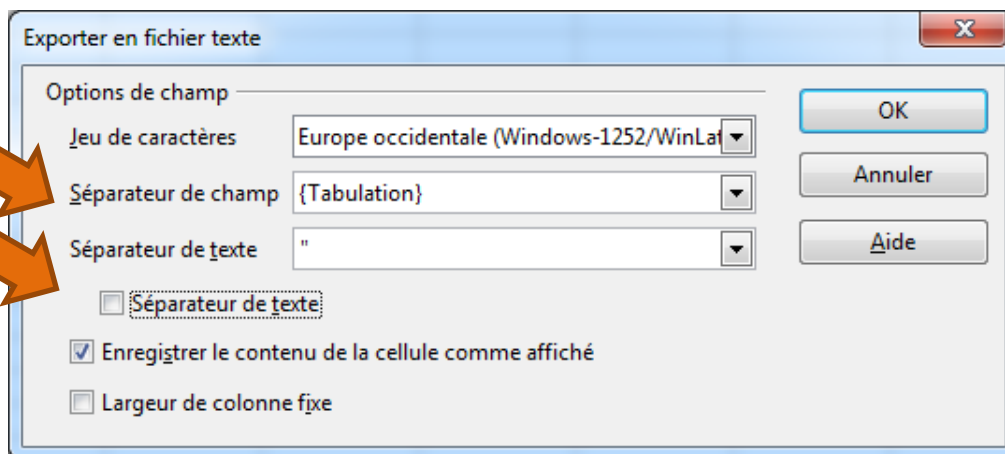 Exporter en fichier texte
Options de champ
Jeu de caractères
Europe occidentale (Windows-1252/WinLat
Séparateur de champ
{Tabulation}
Séparateur de texte
"
Séparateur de texte
Enregistrer le contenu de la cellule comme affiché
Largeur de colonne fixe
OK
Annuler
Aide